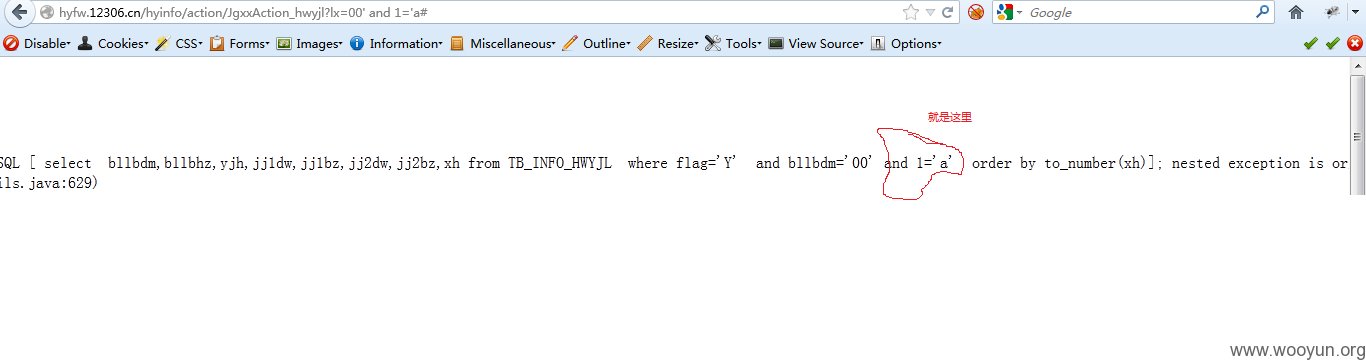 hyfw.12306.cn/hyinfo/action/JgxxAction_hwyjl?lx=00' and 1='a#
Google
Disable Cookies CSS Forms Images Information Miscellaneous Outline Resize Tools View Source Options
就是这里
SQL [ select bllbdm,bllbhz,yjh,jj1dw,jj1bz,jj2dw,jj2bz,xh from TB_INFO_HWYJL where flag='Y' and bllbdm='00' and 1='a' order by to_number(xh)]; nested exception is or
ils.java:629)
www.wooyun.org